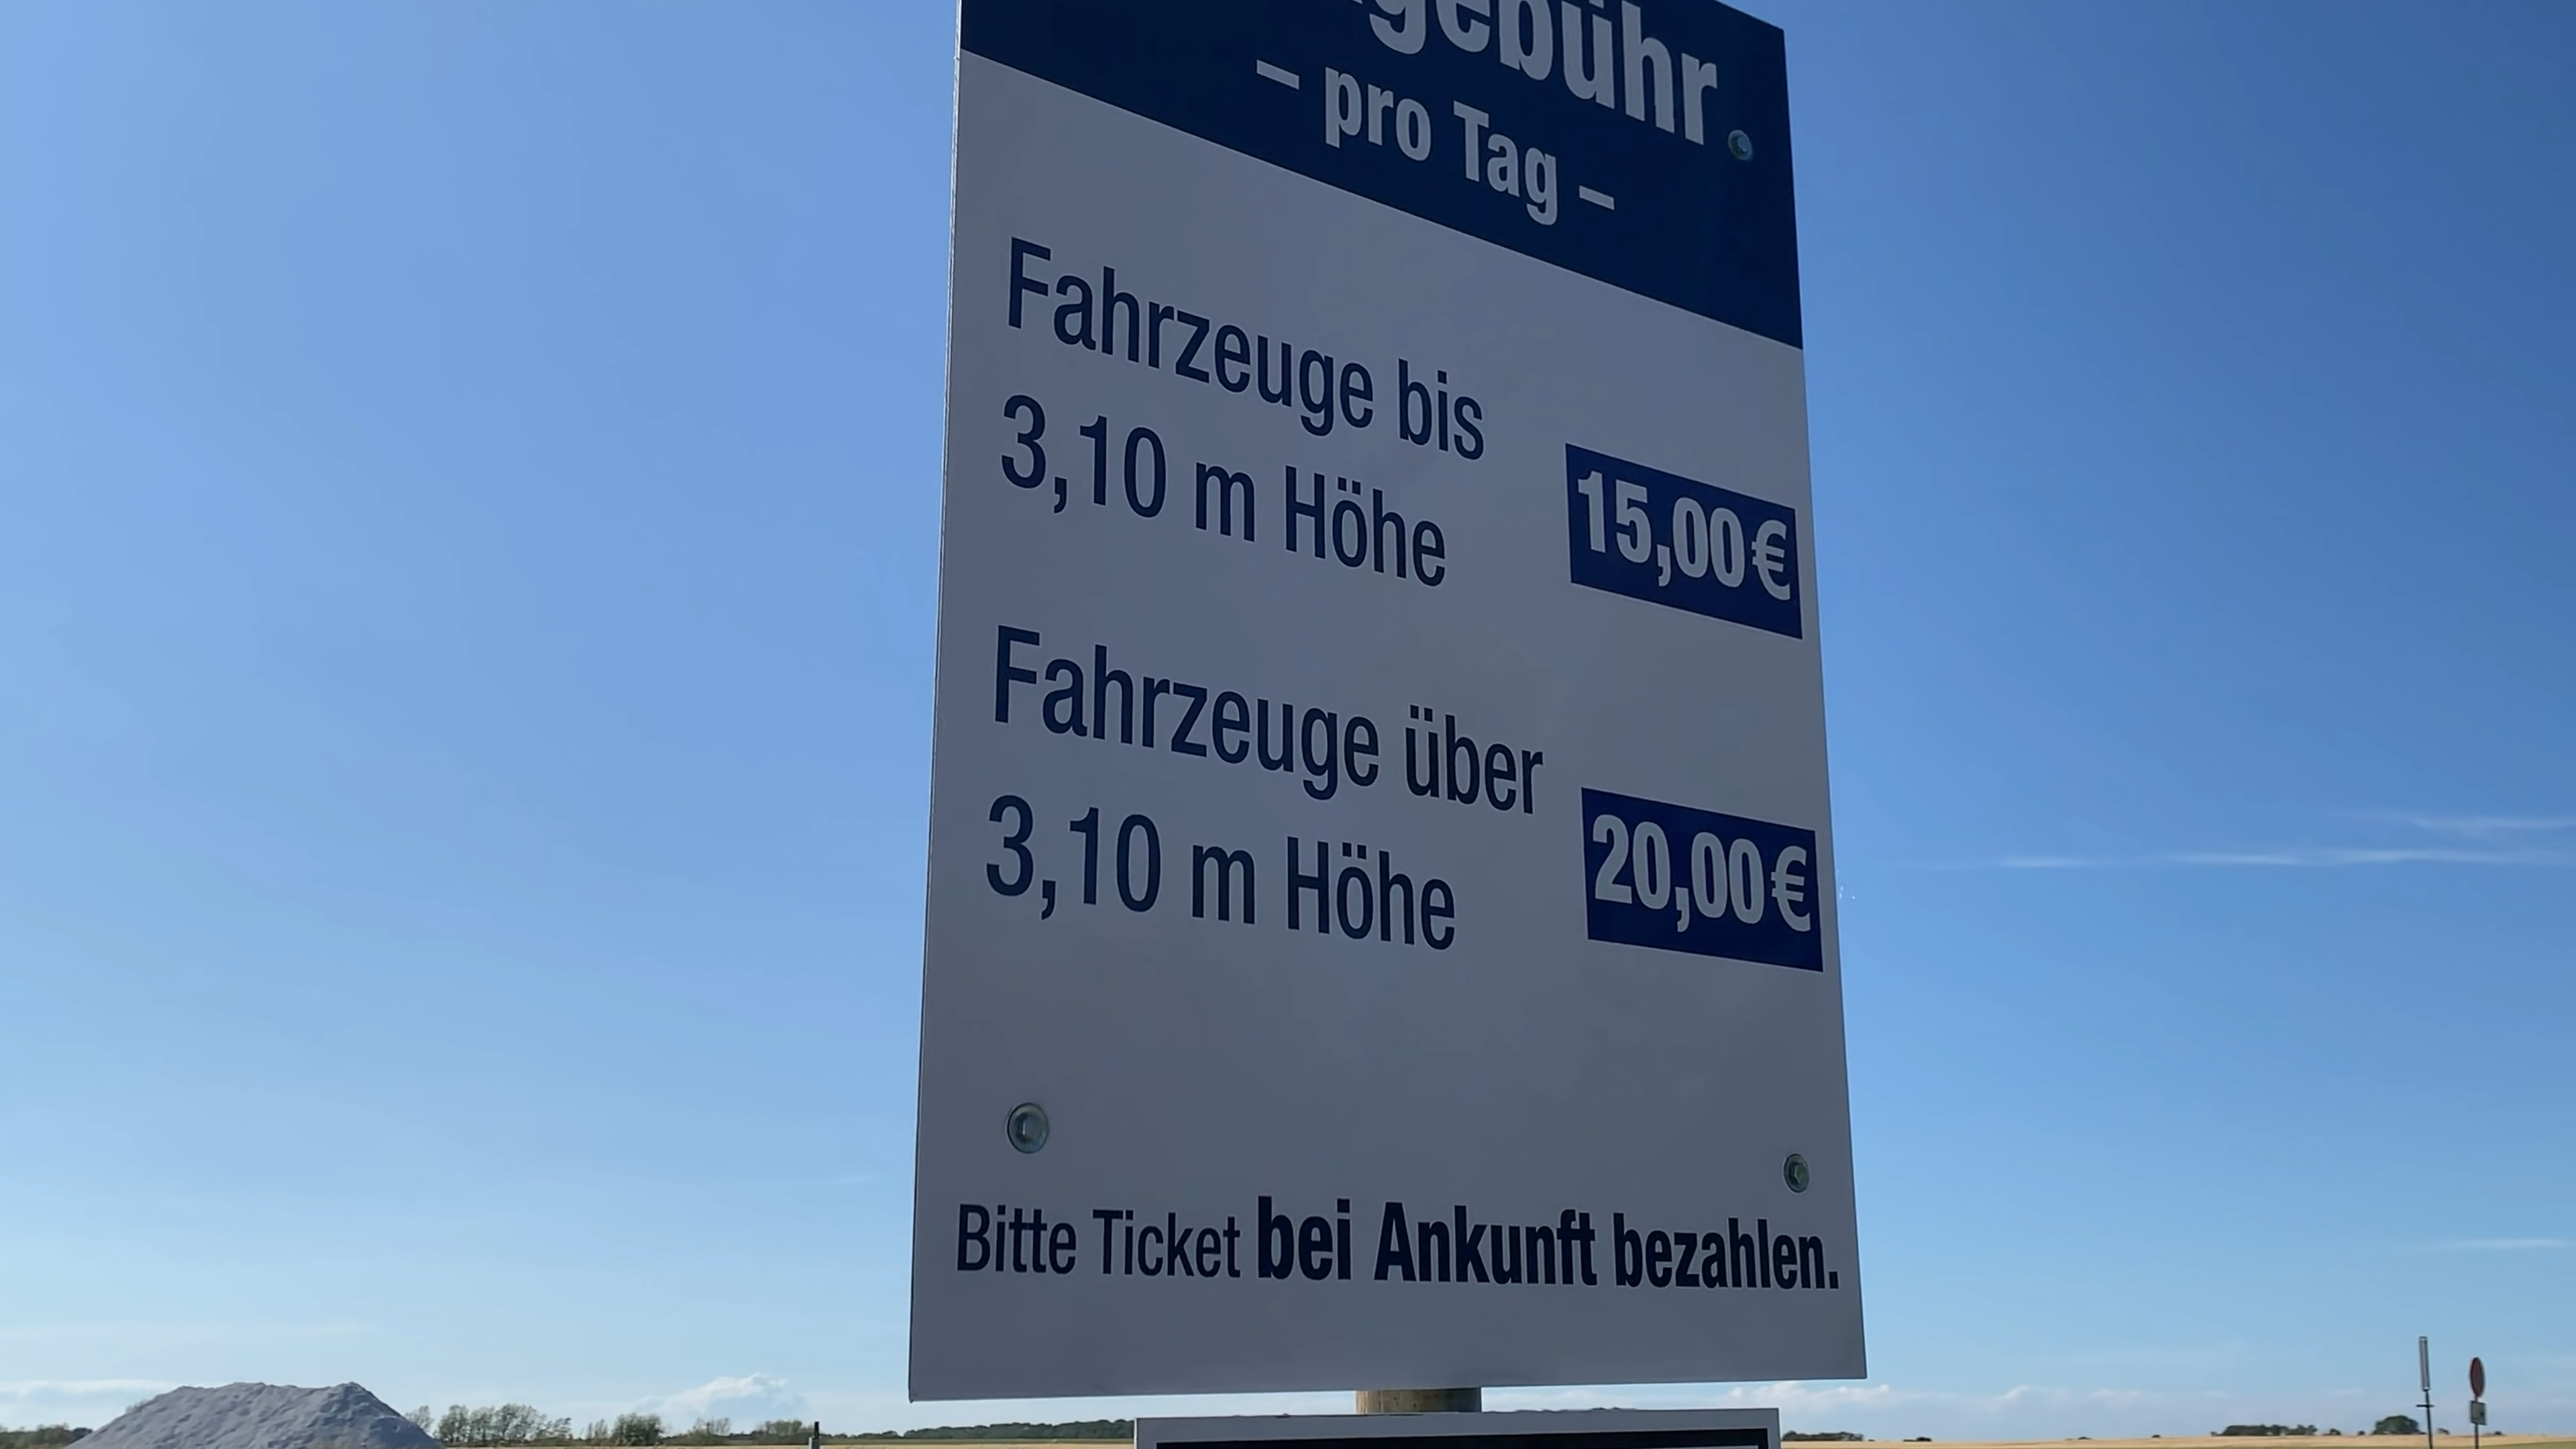 – pro Tag –
Fahrzeuge bis
3,10 m Höhe
15,00€
Fahrzeuge über
3,10 m Höhe
20,00€
Bitte Ticket bei Ankunft bezahlen.